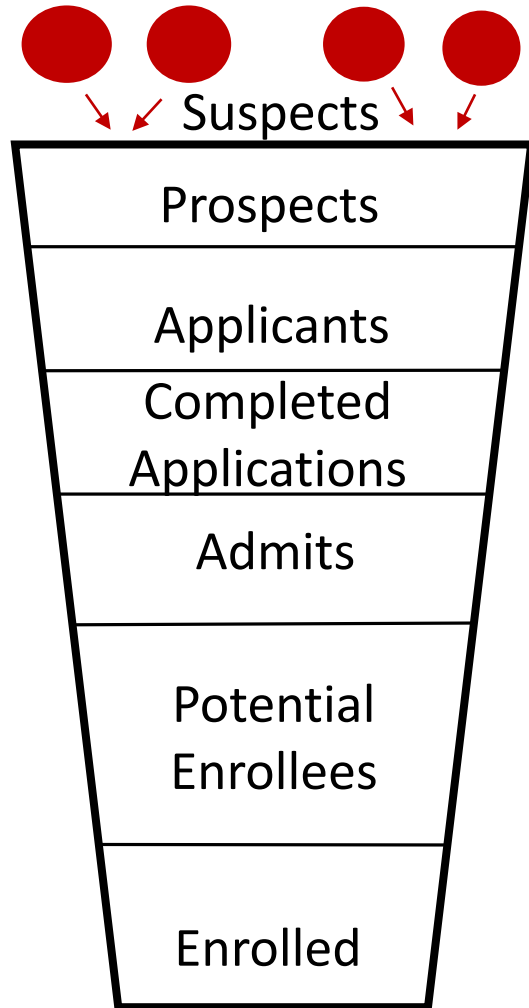 Suspects
Prospects
Applicants
Completed
Applications
Admits
Potential
Enrollees
Enrolled